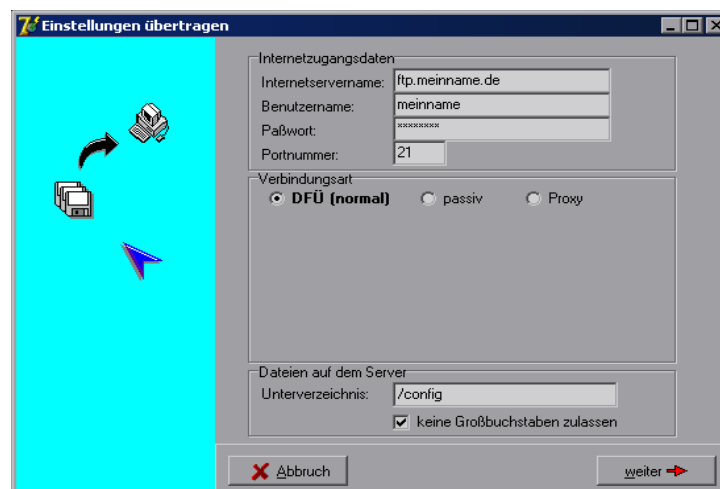 Einstellungen übertragen
Internetzugangsdaten
Internetservername: ftp.meinname.de
Benutzername: meinname
Paßwort: ********
Portnummer: 21
Verbindungsart
DFÜ (normal) passiv Proxy
Dateien auf dem Server
Unterverzeichnis: /config
keine Großbuchstaben zulassen
Abbruch weiter